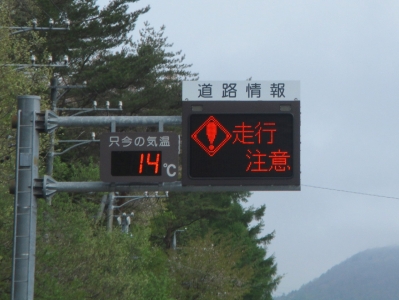 道路情報
只今の気温
14℃
走行
注意